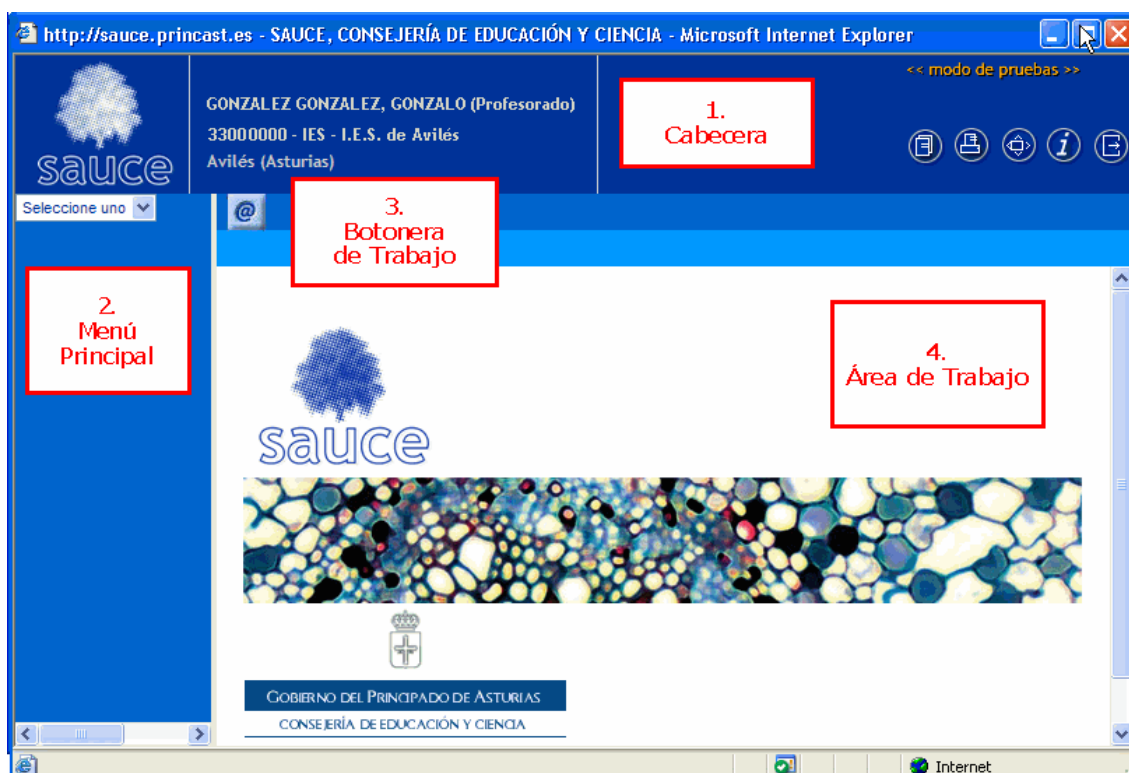 http://sauce.princast.es - SAUCE, CONSEJERÍA DE EDUCACIÓN Y CIENCIA - Microsoft Internet Explorer
<< modo de pruebas >>
GONZALEZ GONZALEZ, GONZALO (Profesorado)
33000000 - IES - I.E.S. de Avilés
Avilés (Asturias)
sauce
1.
Cabecera
Seleccione uno
@
3.
Botonera
de Trabajo
2.
Menú
Principal
4.
Área de Trabajo
sauce
GOBIERNO DEL PRINCIPADO DE ASTURIAS
CONSEJERÍA DE EDUCACIÓN Y CIENCIA
Internet